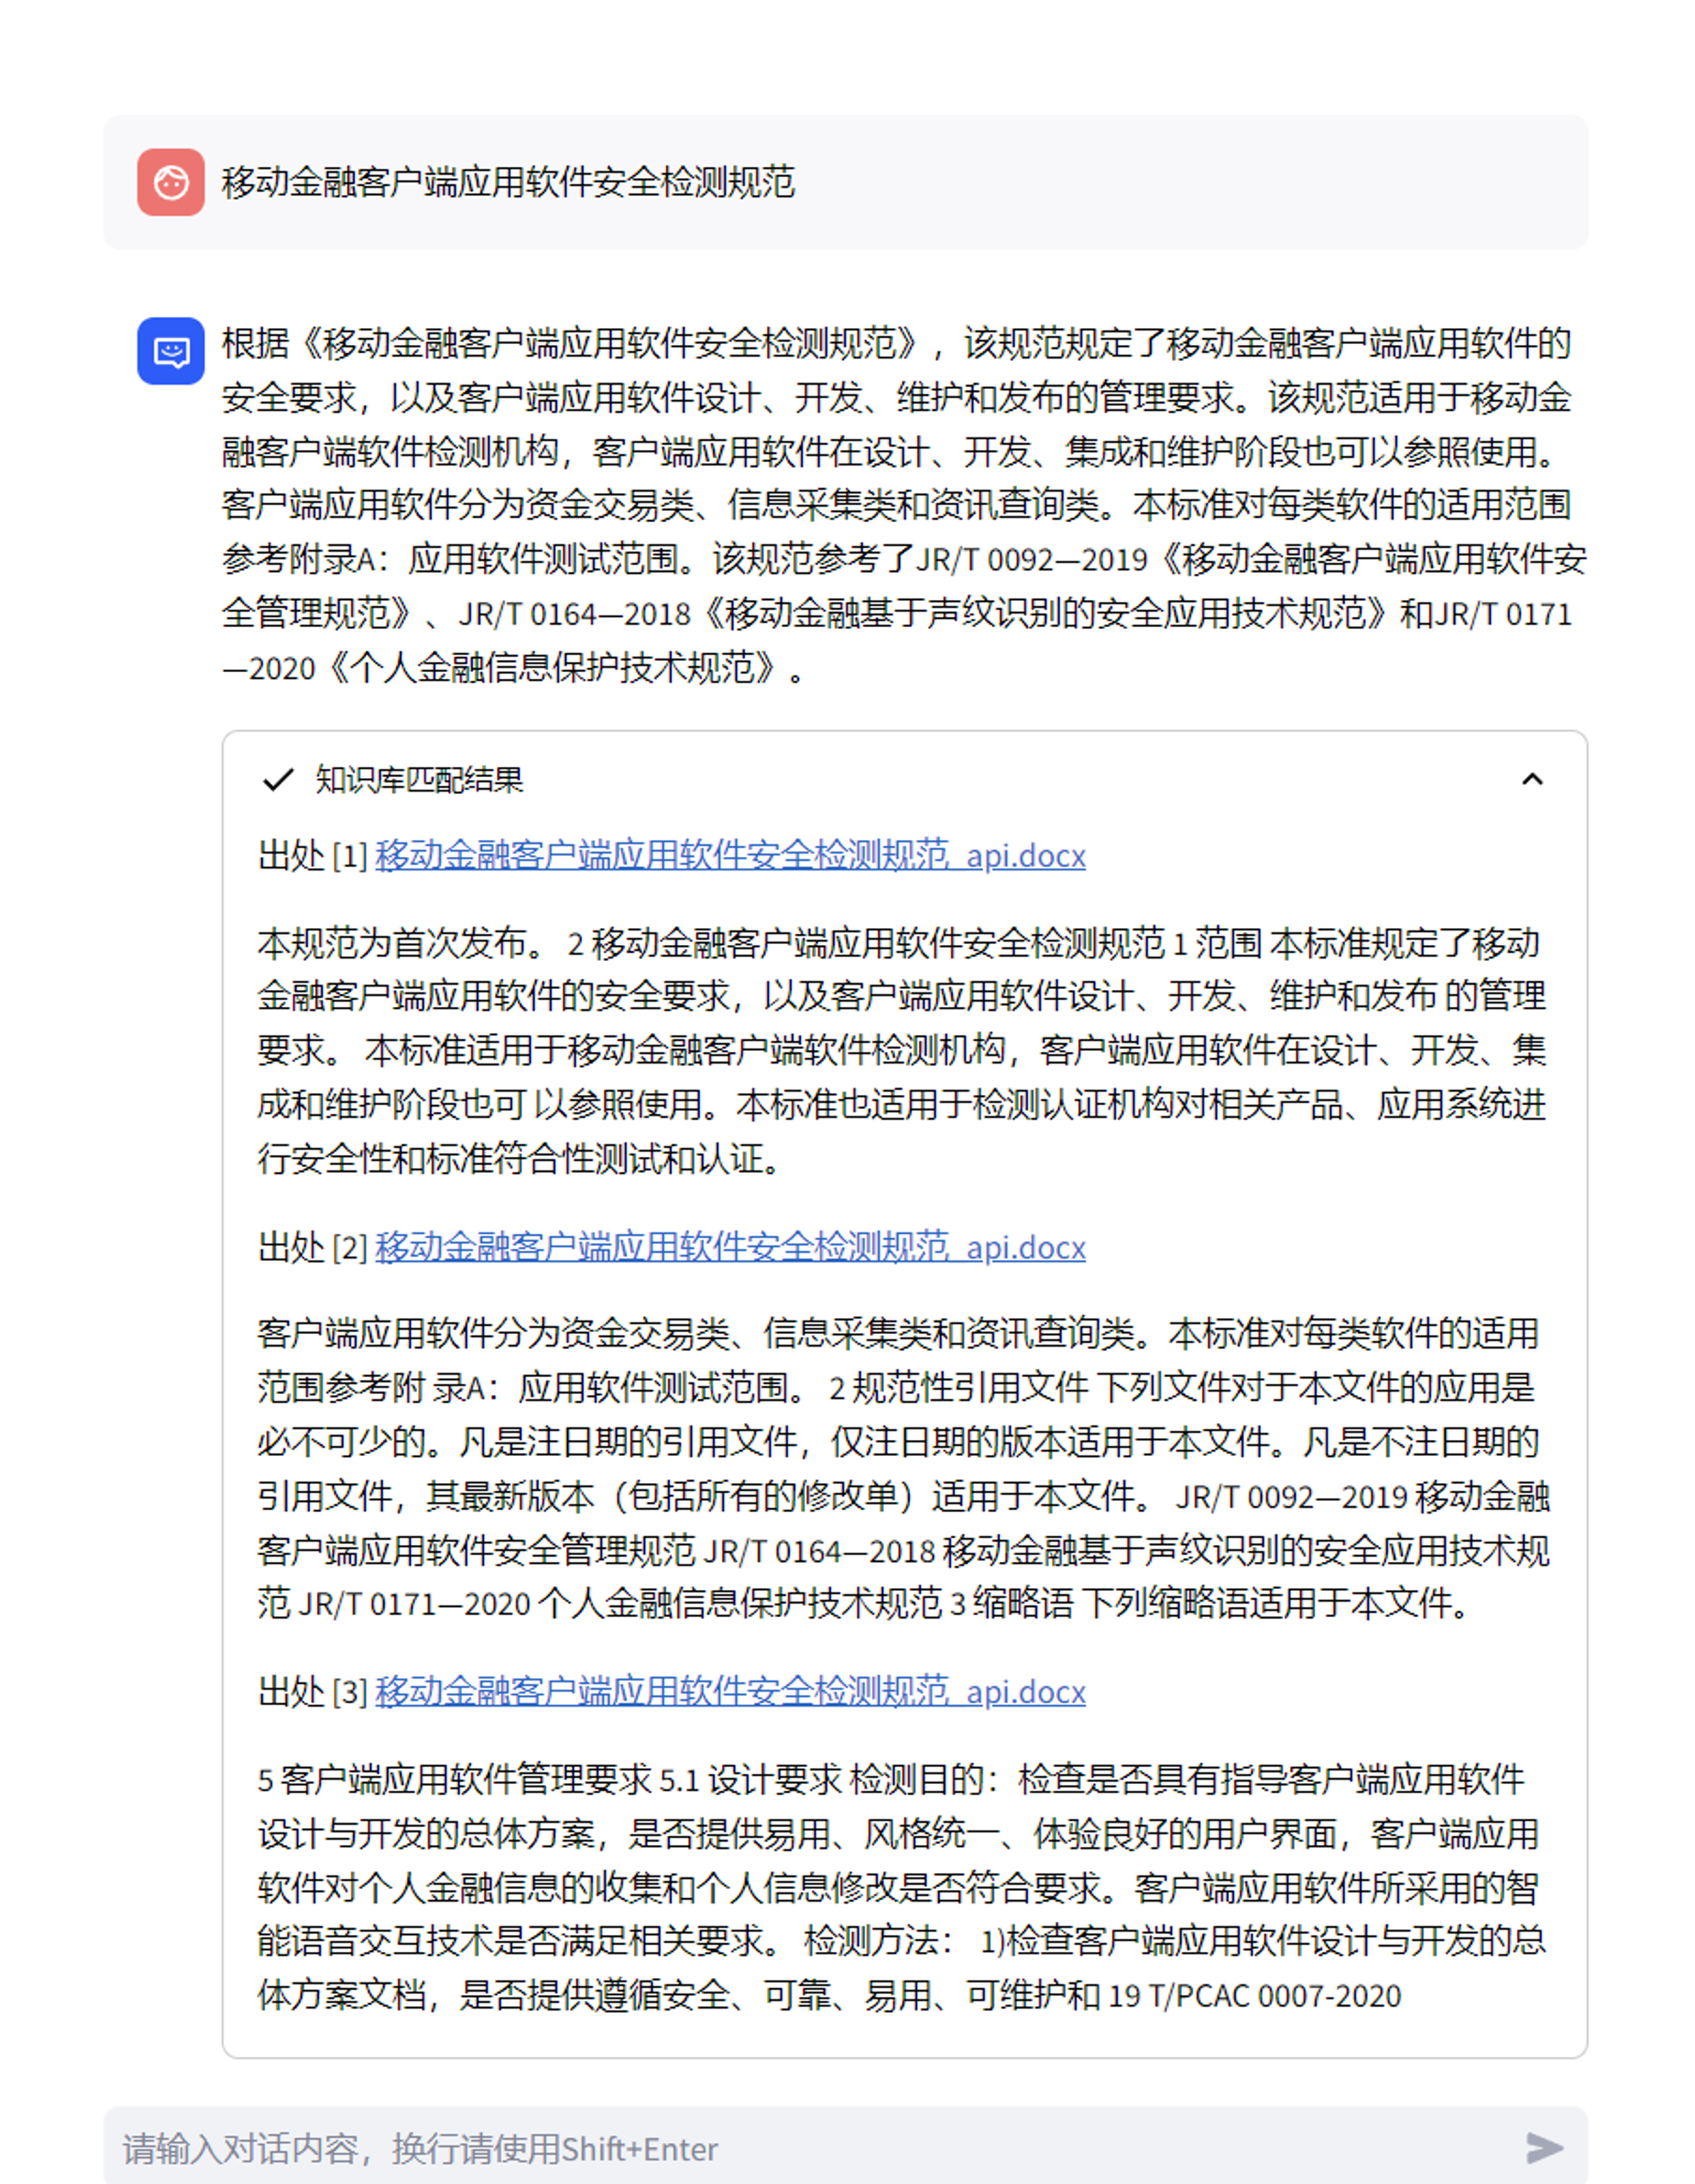 移动金融客户端应用软件安全检测规范
根据《移动金融客户端应用软件安全检测规范》，该规范规定了移动金融客户端应用软件的
安全要求，以及客户端应用软件设计、开发、维护和发布的管理要求。该规范适用于移动金
融客户端软件检测机构，客户端应用软件在设计、开发、集成和维护阶段也可以参照使用。
客户端应用软件分为资金交易类、信息采集类和资讯查询类。本标准对每类软件的适用范围
参考附录A：应用软件测试范围。该规范参考了JR/T 0092—2019《移动金融客户端应用软件安
全管理规范》、JR/T 0164—2018《移动金融基于声纹识别的安全应用技术规范》和JR/T 0171
—2020《个人金融信息保护技术规范》。
知识库匹配结果
出处 [1] 移动金融客户端应用软件安全检测规范_api.docx
本规范为首次发布。 2 移动金融客户端应用软件安全检测规范 1 范围 本标准规定了移动
金融客户端应用软件的安全要求，以及客户端应用软件设计、开发、维护和发布 的管理
要求。 本标准适用于移动金融客户端软件检测机构，客户端应用软件在设计、开发、集
成和维护阶段也可 以参照使用。本标准也适用于检测认证机构对相关产品、应用系统进
行安全性和标准符合性测试和认证。
出处 [2] 移动金融客户端应用软件安全检测规范_api.docx
客户端应用软件分为资金交易类、信息采集类和资讯查询类。本标准对每类软件的适用
范围参考附 录A：应用软件测试范围。 2 规范性引用文件 下列文件对于本文件的应用是
必不可少的。凡是注日期的引用文件，仅注日期的版本适用于本文件。凡是不注日期的
引用文件，其最新版本（包括所有的修改单）适用于本文件。 JR/T 0092—2019 移动金融
客户端应用软件安全管理规范 JR/T 0164—2018 移动金融基于声纹识别的安全应用技术规
范 JR/T 0171—2020 个人金融信息保护技术规范 3 缩略语 下列缩略语适用于本文件。
出处 [3] 移动金融客户端应用软件安全检测规范_api.docx
5 客户端应用软件管理要求 5.1 设计要求 检测目的：检查是否具有指导客户端应用软件
设计与开发的总体方案，是否提供易用、风格统一、体验良好的用户界面，客户端应用
软件对个人金融信息的收集和个人信息修改是否符合要求。客户端应用软件所采用的智
能语音交互技术是否满足相关要求。 检测方法： 1)检查客户端应用软件设计与开发的总
体方案文档，是否提供遵循安全、可靠、易用、可维护和 19 T/PCAC 0007-2020
请输入对话内容，换行请使用Shift+Enter